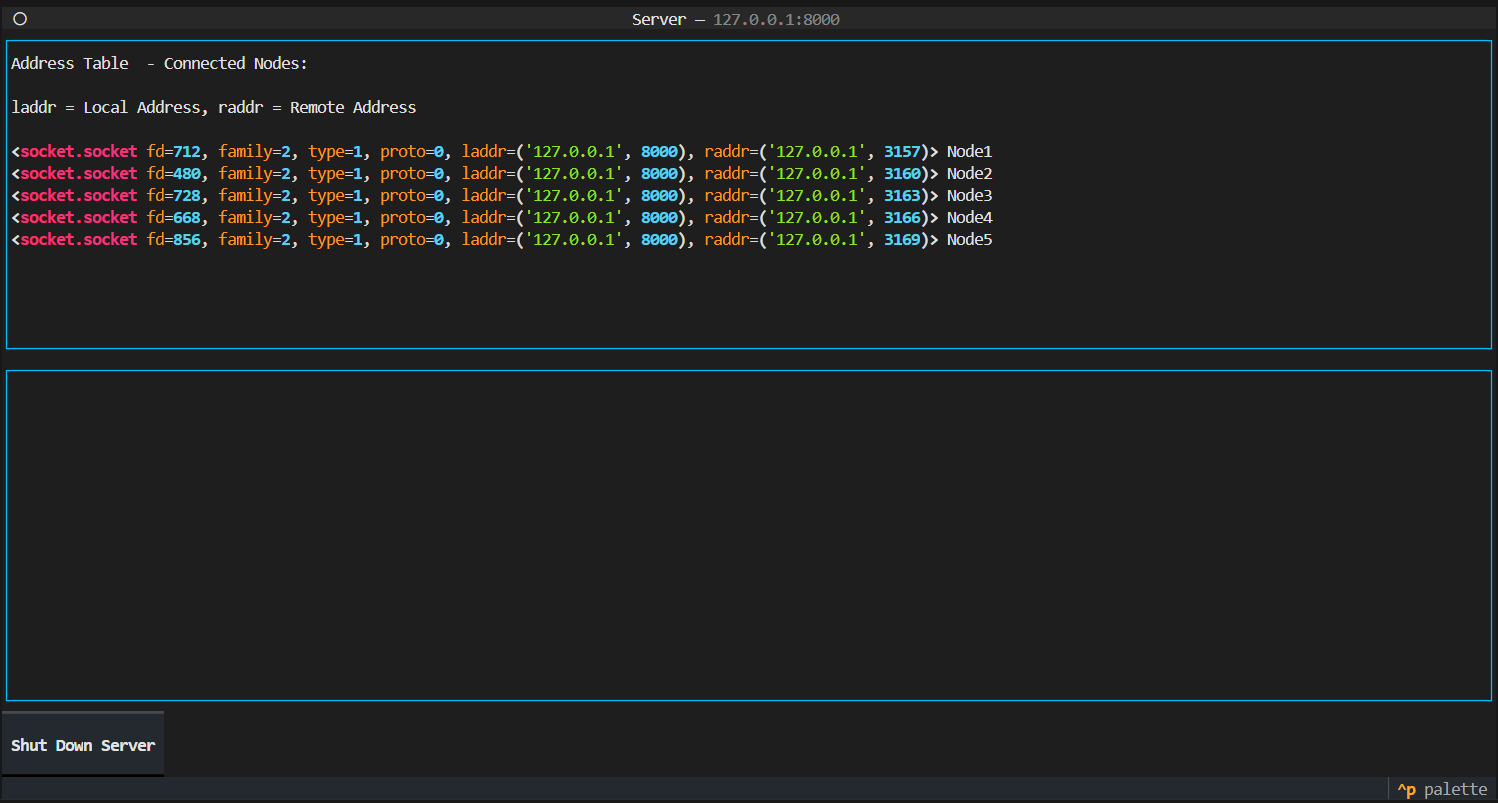 Server — 127.0.0.1:8000
Address Table  - Connected Nodes:
laddr = Local Address, raddr = Remote Address
<socket.socket fd=712, family=2, type=1, proto=0, laddr=('127.0.0.1', 8000), raddr=('127.0.0.1', 3157)> Node1
<socket.socket fd=480, family=2, type=1, proto=0, laddr=('127.0.0.1', 8000), raddr=('127.0.0.1', 3160)> Node2
<socket.socket fd=728, family=2, type=1, proto=0, laddr=('127.0.0.1', 8000), raddr=('127.0.0.1', 3163)> Node3
<socket.socket fd=668, family=2, type=1, proto=0, laddr=('127.0.0.1', 8000), raddr=('127.0.0.1', 3166)> Node4
<socket.socket fd=856, family=2, type=1, proto=0, laddr=('127.0.0.1', 8000), raddr=('127.0.0.1', 3169)> Node5
Shut Down Server
^p palette